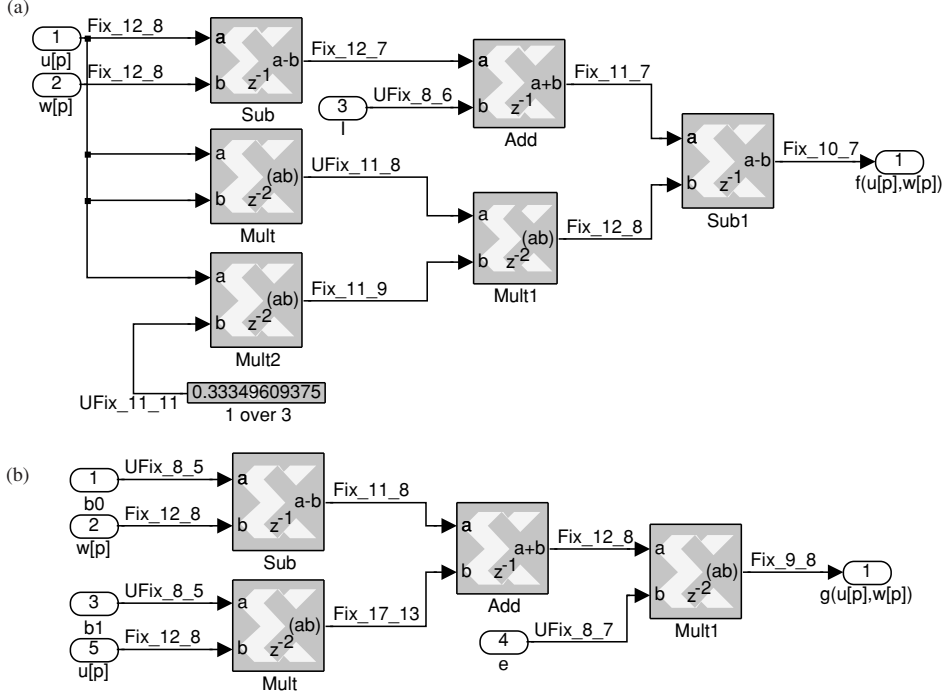 (a)
1
u[p]
Fix_12_8
2
w[p]
Fix_12_8
a
b
a-b
z-1
Sub
Fix_12_7
3
I
UFix_8_6
a
b
a+b
z-1
Add
Fix_11_7
a
b
(ab)
z-2
Mult
UFix_11_8
a
b
(ab)
z-2
Mult1
Fix_12_8
a
b
a-b
z-1
Sub1
Fix_10_7
1
f(u[p],w[p])
a
b
(ab)
z-2
Mult2
Fix_11_9
UFix_11_11
0.33349609375
1 over 3
(b)
1
b0
UFix_8_5
2
w[p]
Fix_12_8
a
b
a-b
z-1
Sub
Fix_11_8
3
b1
UFix_8_5
5
u[p]
Fix_12_8
a
b
(ab)
z-2
Mult
Fix_17_13
a
b
a+b
z-1
Add
Fix_12_8
4
e
UFix_8_7
a
b
(ab)
z-2
Mult1
Fix_9_8
1
g(u[p],w[p])